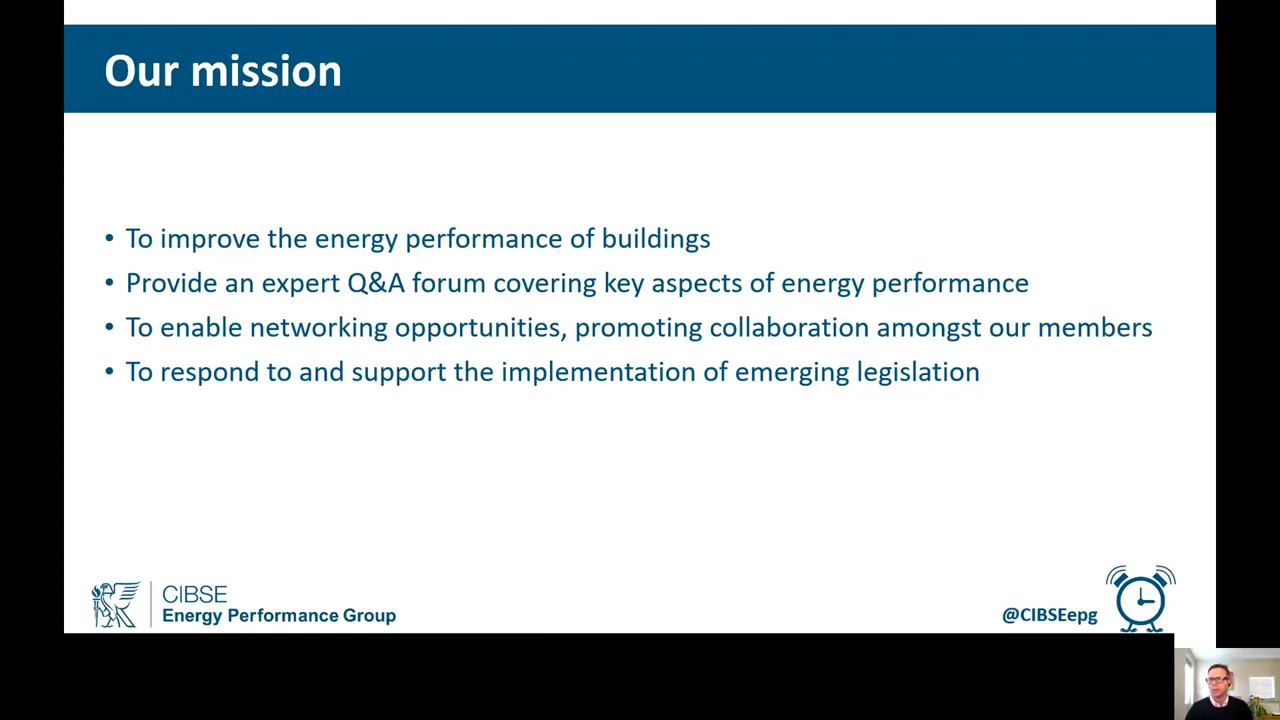 Our mission
• To improve the energy performance of buildings
• Provide an expert Q&A forum covering key aspects of energy performance
• To enable networking opportunities, promoting collaboration amongst our members
• To respond to and support the implementation of emerging legislation
CIBSE
Energy Performance Group
@CIBSEepg